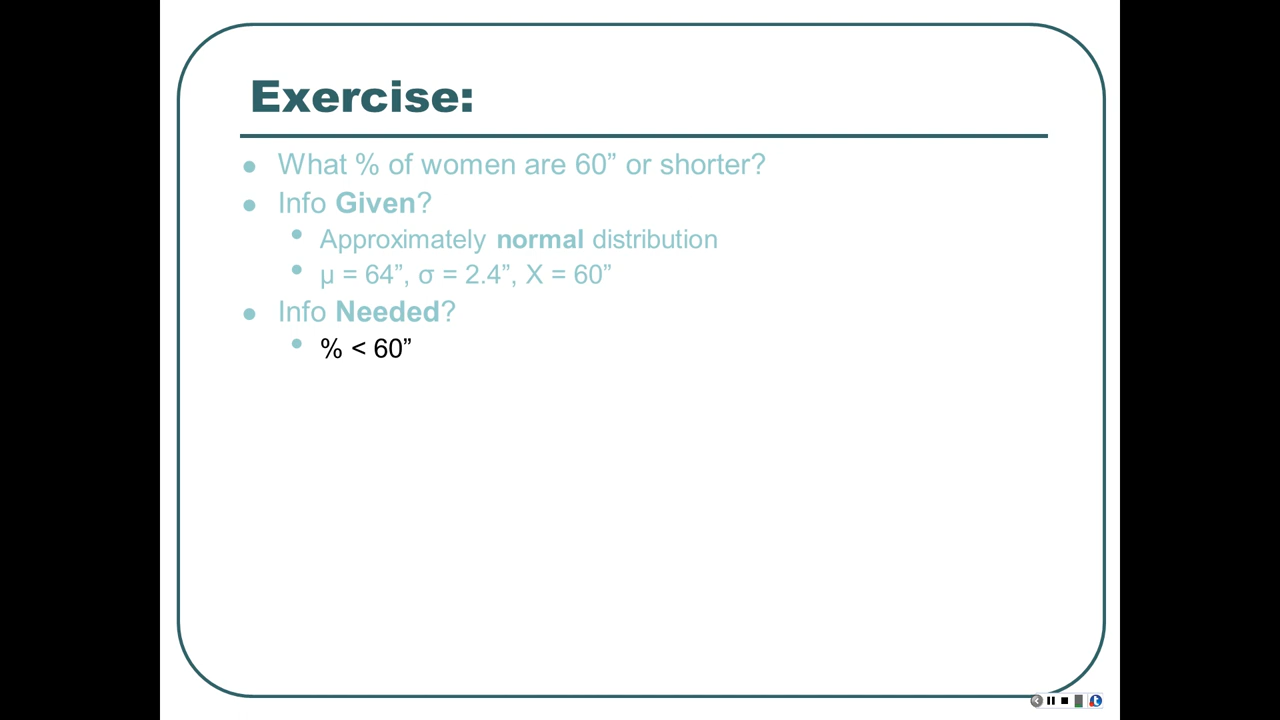 Exercise:
What % of women are 60” or shorter?
Info Given?
Approximately normal distribution
μ = 64”, σ = 2.4”, X = 60”
Info Needed?
% < 60”